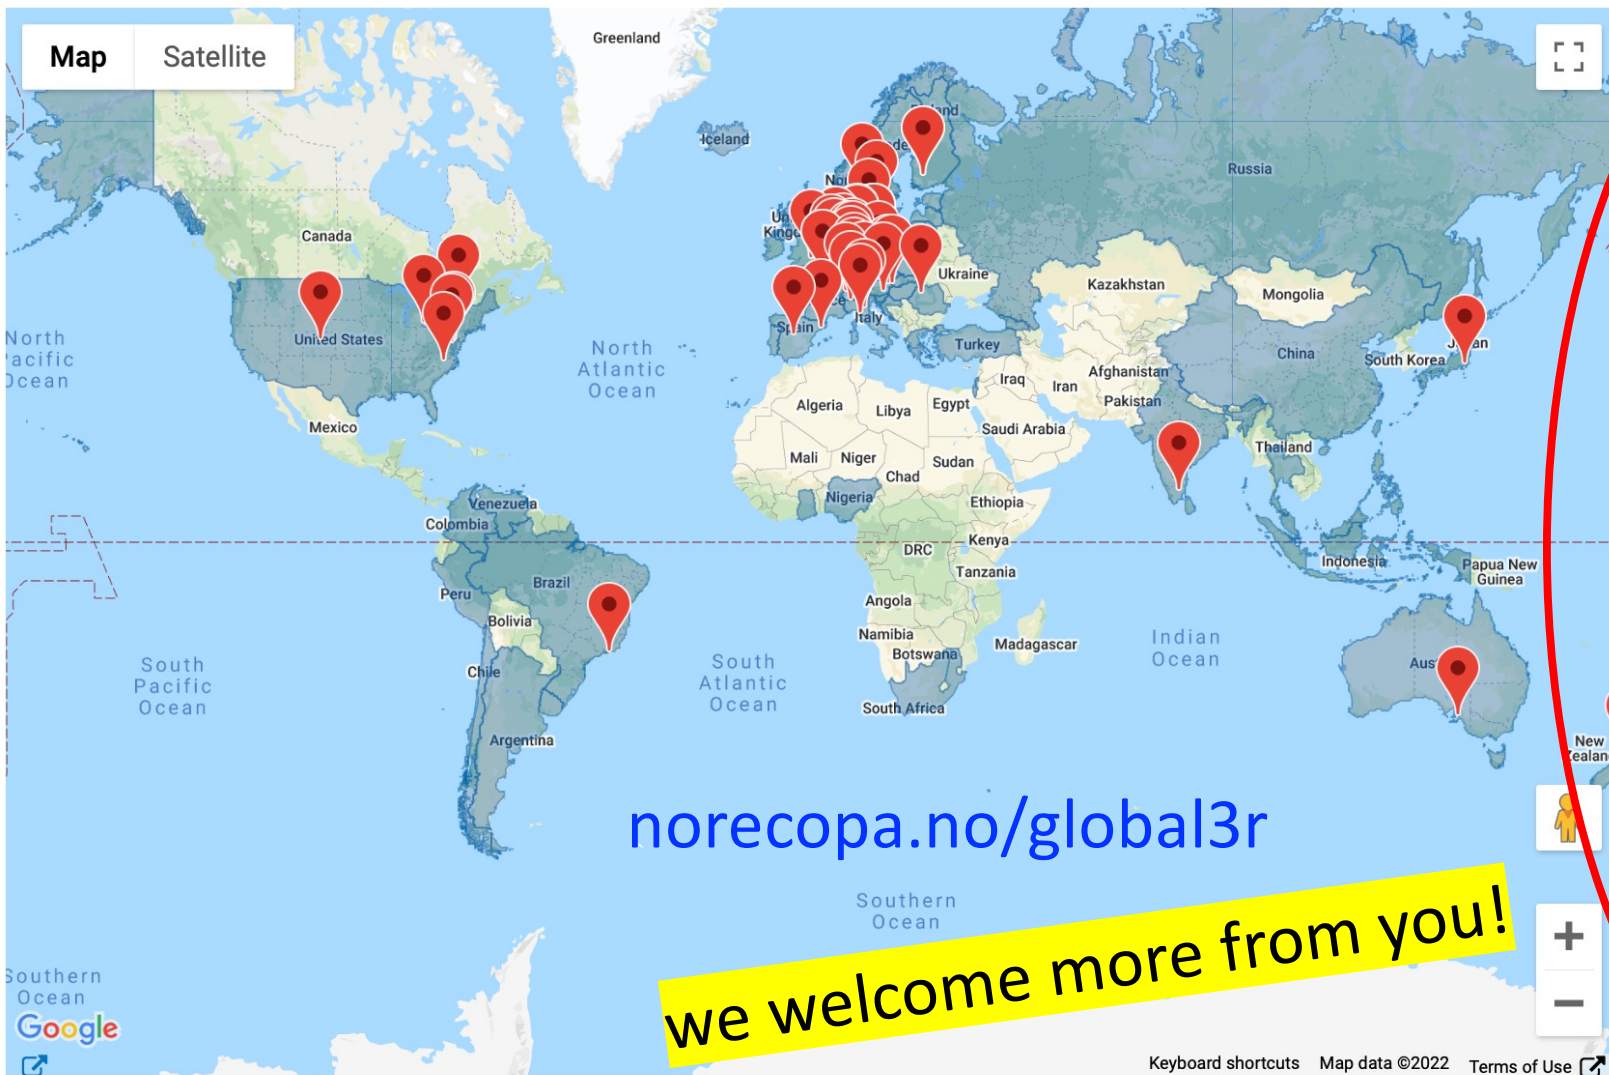 Map
Satellite
Greenland
Iceland
Russia
Canada
Ukraine
Kazakhstan
Mongolia
United States
Spain
Italy
Turkey
China
South Korea
North
Atlantic
Ocean
Iraq
Iran
Afghanistan
Pakistan
Algeria
Libya
Egypt
Saudi Arabia
Mexico
Mali
Niger
Chad
Sudan
Thailand
Nigeria
Ethiopia
Venezuela
Colombia
DRC
Kenya
Tanzania
Indonesia
Papua New
Guinea
Peru
Brazil
Bolivia
Angola
Namibia
Botswana
Madagascar
Indian
Ocean
South
Pacific
Ocean
South
Atlantic
Ocean
Chile
South Africa
Argentina
New
norecopa.no/global3r
we welcome more from you!
Southern
Ocean
Southern
Ocean
Google
Keyboard shortcuts
Map data ©2022
Terms of Use